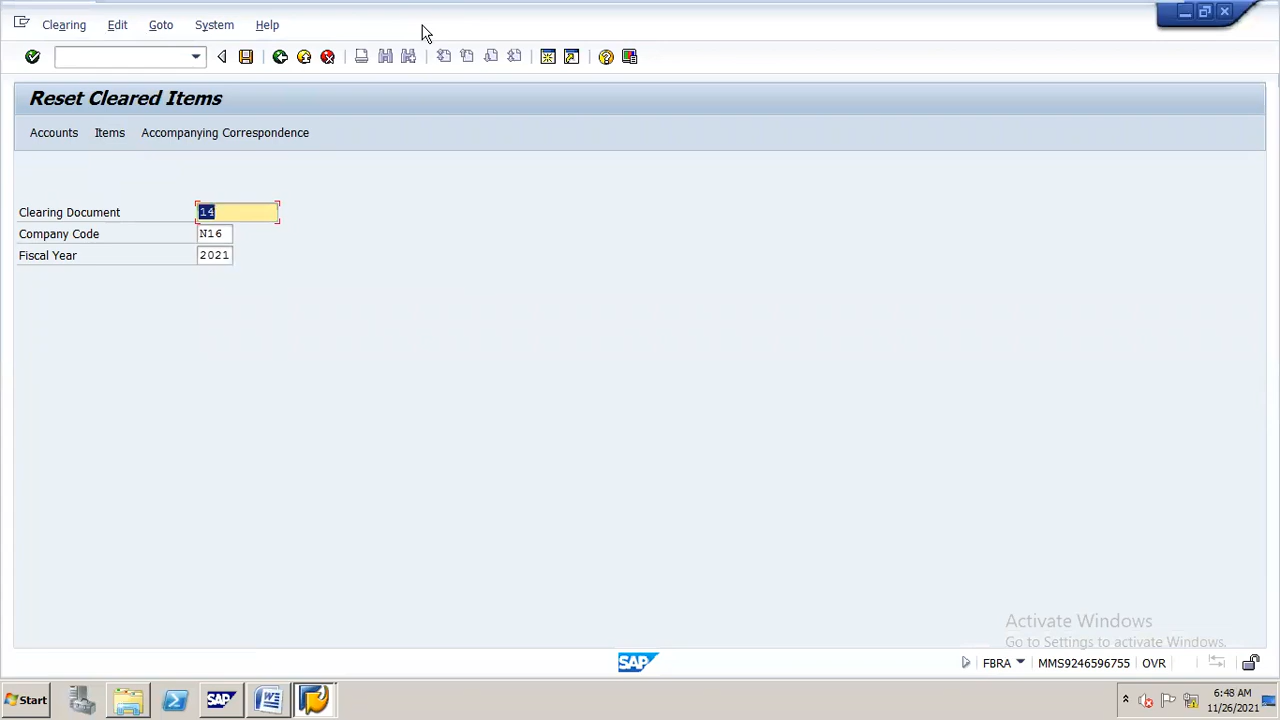 Clearing Edit Goto System Help
Reset Cleared Items
Accounts Items Accompanying Correspondence
Clearing Document 14
Company Code N16
Fiscal Year 2021
Activate Windows
Go to Settings to activate Windows.
SAP FBRA MMS9246596755 OVR
Start SAP 6:48 AM
11/26/2021